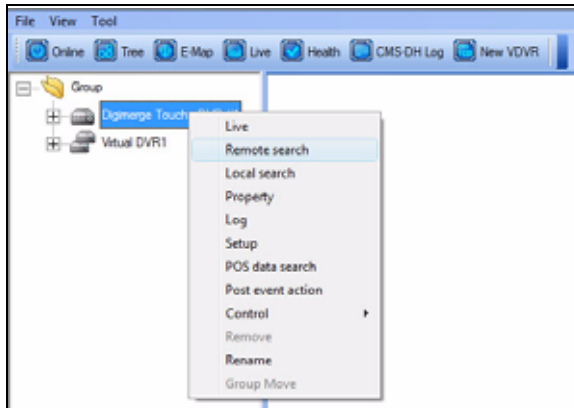 File View Tool
Online Tree E-Map Live Health CMS-DH Log New VDVR
Group
Digimerge Touch
Virtual DVR1
Live
Remote search
Local search
Property
Log
Setup
POS data search
Post event action
Control
Remove
Rename
Group Move